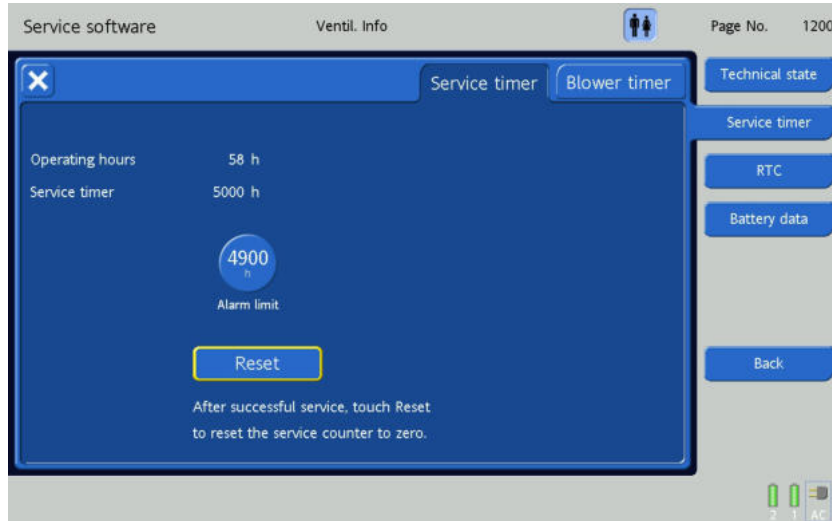 Service software Ventil. Info Page No. 1200
Service timer Blower timer Technical state
Service timer
Operating hours 58 h
RTC
Service timer 5000 h
Battery data
4900
h
Alarm limit
Reset
Back
After successful service, touch Reset
to reset the service counter to zero.
2 1 AC